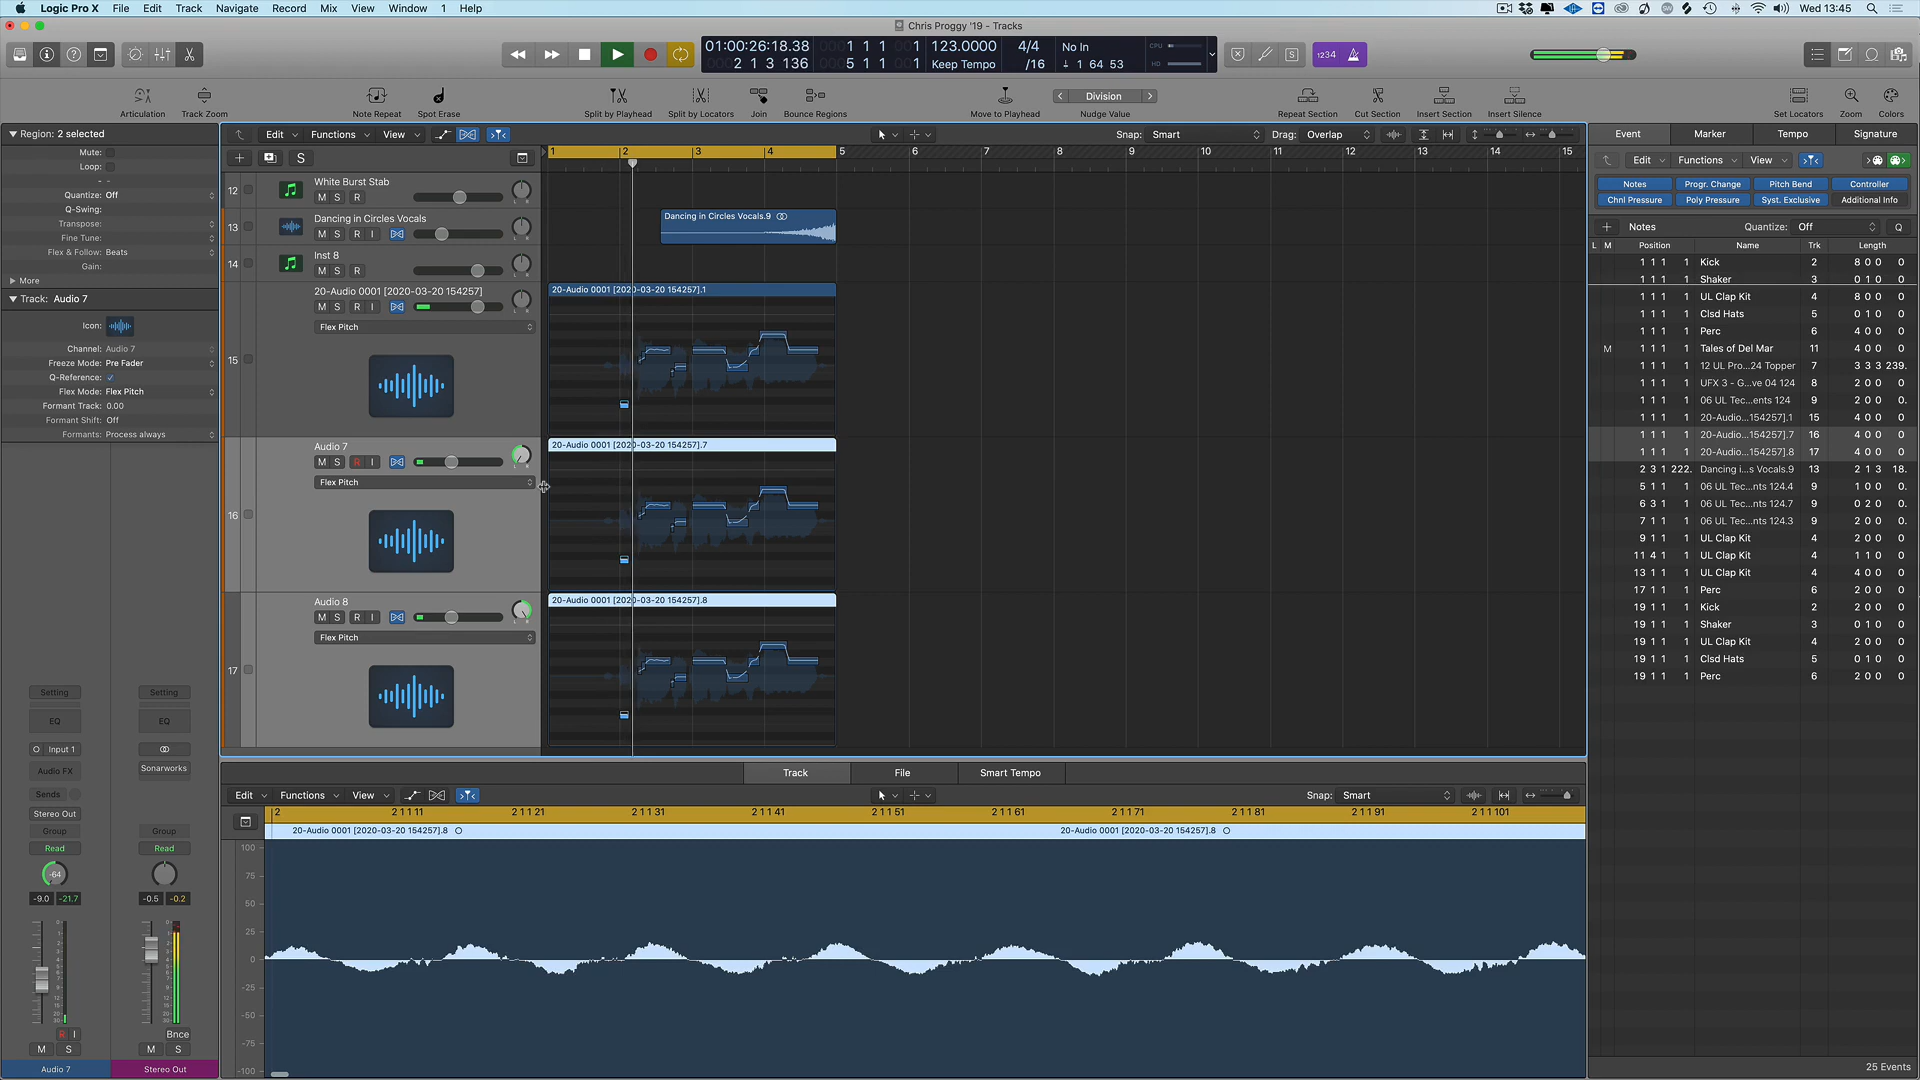 Logic Pro X File Edit Track Navigate Record Mix View Window 1 Help Wed 13:45
Chris Proggy '19 - Tracks
01:00:26:18.38 1 1 1 1 123.0000 4/4 No In CPU
2 1 3 136 5 1 1 1 Keep Tempo /16 1 64 53 HD
1234
Articulation Track Zoom Note Repeat Spot Erase Split by Playhead Split by Locators Join Bounce Regions Move to Playhead Division Nudge Value Repeat Section Cut Section Insert Section Insert Silence Set Locators Zoom Colors
Region: 2 selected
Mute:
Loop:
Quantize: Off
Q-Swing:
Transpose:
Fine Tune:
Flex & Follow: Beats
Gain:
More
Track: Audio 7
Icon:
Channel: Audio 7
Freeze Mode: Pre Fader
Q-Reference:
Flex Mode: Flex Pitch
Formant Track: 0.00
Formant Shift: Off
Formants: Process always
Setting Setting
EQ EQ
Input 1
Audio FX Sonarworks
Sends
Stereo Out
Group Group
Read Read
-64
-9.0 -21.7 -0.5 -0.2
R I Bnce
M S M S
Audio 7 Stereo Out
Edit Functions View Snap: Smart Drag: Overlap
S
1 2 3 4 5 6 7 8 9 10 11 12 13 14 15
12 White Burst Stab
M S R
13 Dancing in Circles Vocals
M S R I
Dancing in Circles Vocals.9
14 Inst 8
M S R
15 20-Audio 0001 [2020-03-20 154257]
M S R I
Flex Pitch
20-Audio 0001 [2020-03-20 154257].1
16 Audio 7
M S R I
Flex Pitch
20-Audio 0001 [2020-03-20 154257].7
17 Audio 8
M S R I
Flex Pitch
20-Audio 0001 [2020-03-20 154257].8
Track File Smart Tempo
Edit Functions View Snap: Smart
2 2 1 1 11 2 1 1 21 2 1 1 31 2 1 1 41 2 1 1 51 2 1 1 61 2 1 1 71 2 1 1 81 2 1 1 91 2 1 1 101
20-Audio 0001 [2020-03-20 154257].8 20-Audio 0001 [2020-03-20 154257].8
100
75
50
25
0
-25
-50
-75
-100
Event Marker Tempo Signature
Edit Functions View
Notes Progr. Change Pitch Bend Controller
Chnl Pressure Poly Pressure Syst. Exclusive Additional Info
Notes Quantize: Off Q
L M Position Name Trk Length
1 1 1 1 Kick 2 8 0 0 0
1 1 1 1 Shaker 3 0 1 0 0
1 1 1 1 UL Clap Kit 4 8 0 0 0
1 1 1 1 Clsd Hats 5 0 1 0 0
1 1 1 1 Perc 6 4 0 0 0
M 1 1 1 1 Tales of Del Mar 11 4 0 0 0
1 1 1 1 12 UL Pro...24 Topper 7 3 3 3 239.
1 1 1 1 UFX 3 - G...ve 04 124 8 2 0 0 0.
1 1 1 1 06 UL Tec...ents 124 9 2 0 0 0.
1 1 1 1 20-Audio...154257].1 15 4 0 0 0
1 1 1 1 20-Audio...154257].7 16 4 0 0 0
1 1 1 1 20-Audio...154257].8 17 4 0 0 0
2 3 1 222. Dancing i...s Vocals.9 13 2 1 3 18.
5 1 1 1 06 UL Tec...nts 124.4 9 1 0 0 0.
6 3 1 1 06 UL Tec...nts 124.7 9 0 2 0 0.
7 1 1 1 06 UL Tec...nts 124.3 9 2 0 0 0.
9 1 1 1 UL Clap Kit 4 2 0 0 0
11 4 1 1 UL Clap Kit 4 1 1 0 0
13 1 1 1 UL Clap Kit 4 4 0 0 0
17 1 1 1 Perc 6 2 0 0 0
19 1 1 1 Kick 2 8 0 0 0
19 1 1 1 Shaker 3 0 1 0 0
19 1 1 1 UL Clap Kit 4 2 0 0 0
19 1 1 1 Clsd Hats 5 0 1 0 0
19 1 1 1 Perc 6 2 0 0 0
25 Events